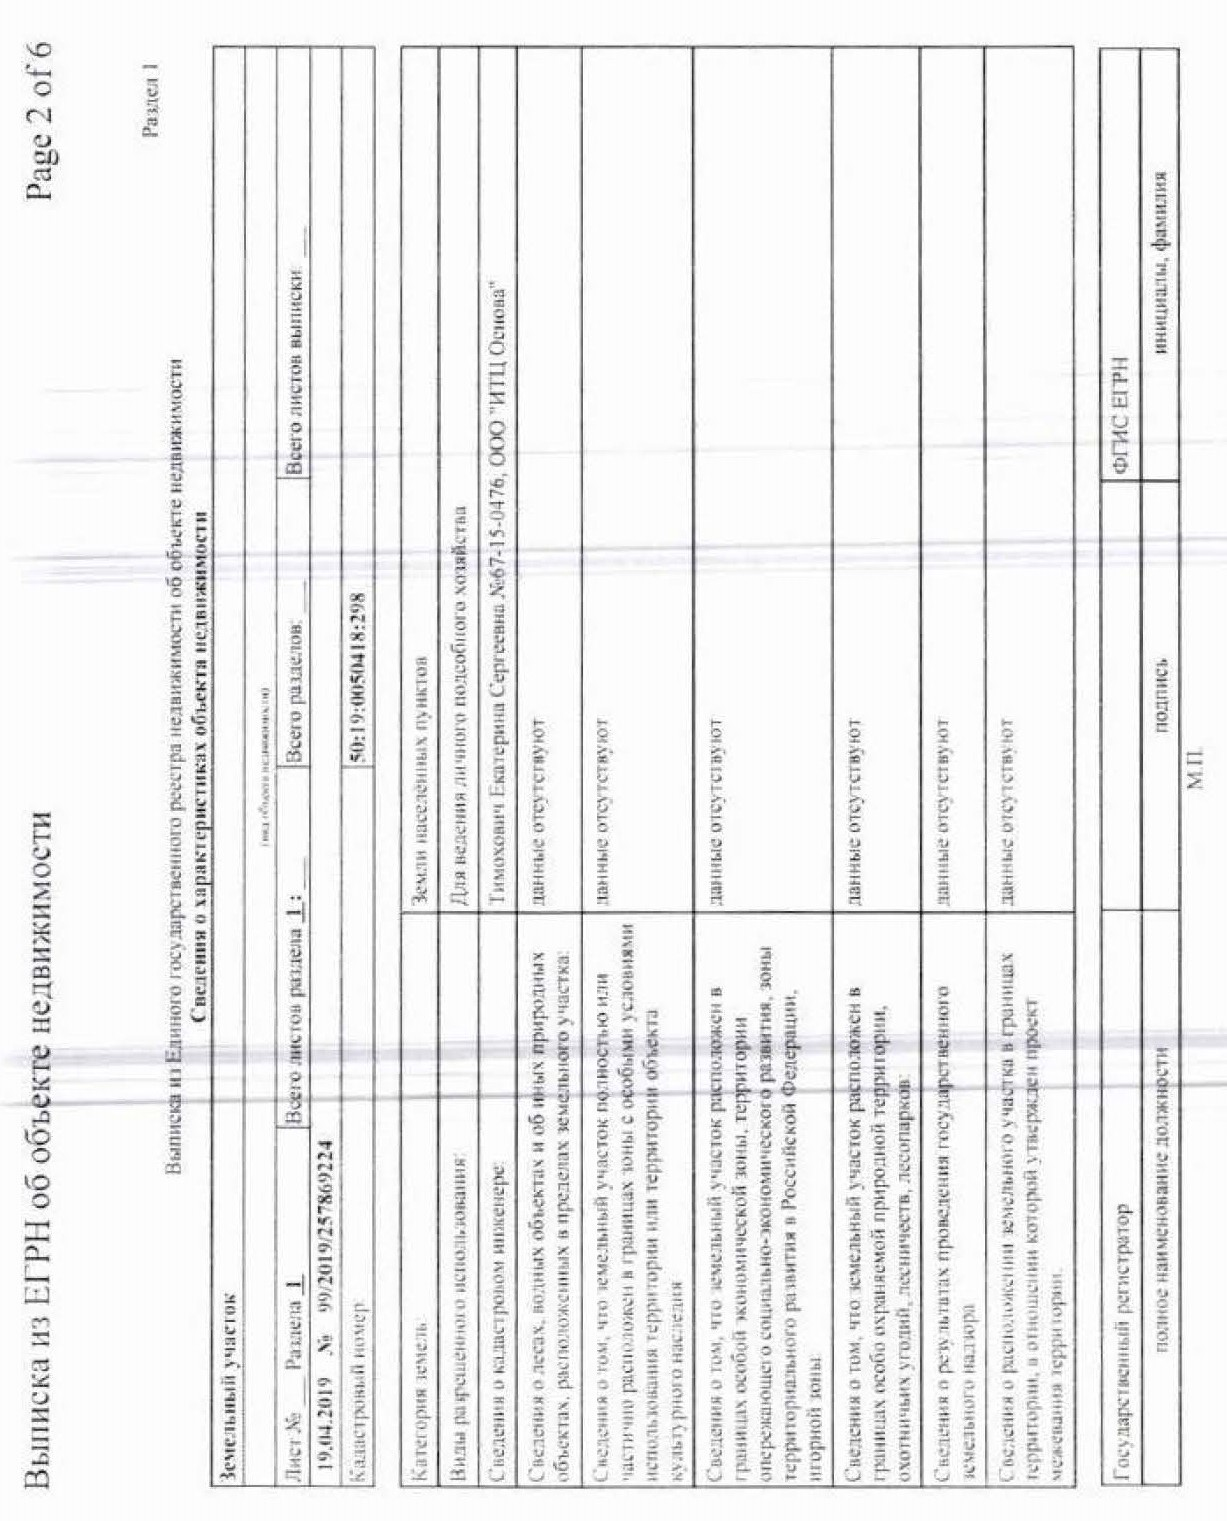 Выписка из ЕГРН об объекте недвижимости Page 2 of 6
Раздел 1
Выписка из Единого государственного реестра недвижимости об объекте недвижимости
Сведения о характеристиках объекта недвижимости
Земельный участок
(вид объекта недвижимости)
Лист № ___ Раздела 1 Всего листов раздела 1: ___ Всего разделов: ___ Всего листов выписки: ___
19.04.2019 № 99/2019/257869224
Кадастровый номер 50:19:0050418:298
Категория земель: Земли населённых пунктов
Виды разрешенного использования: Для ведения личного подсобного хозяйства
Сведения о кадастровом инженере: Тимохович Екатерина Сергеевна №67-15-0476, ООО "ИТЦ Основа"
Сведения о лесах, водных объектах и об иных природных
объектах, расположенных в пределах земельного участка: данные отсутствуют
Сведения о том, что земельный участок полностью или
частично расположен в границах зоны с особыми условиями
использования территории или территории объекта
культурного наследия данные отсутствуют
Сведения о том, что земельный участок расположен в
границах особой экономической зоны, территории
опережающего социально-экономического развития, зоны
территориального развития в Российской Федерации,
игорной зоны: данные отсутствуют
Сведения о том, что земельный участок расположен в
границах особо охраняемой природной территории,
охотничьих угодий, лесничеств, лесопарков: данные отсутствуют
Сведения о результатах проведения государственного
земельного надзора данные отсутствуют
Сведения о расположении земельного участка в границах
территории, в отношении которой утвержден проект
межевания территории. данные отсутствуют
Государственный регистратор ФГИС ЕГРН
полное наименование должности подпись инициалы, фамилия
М.П.